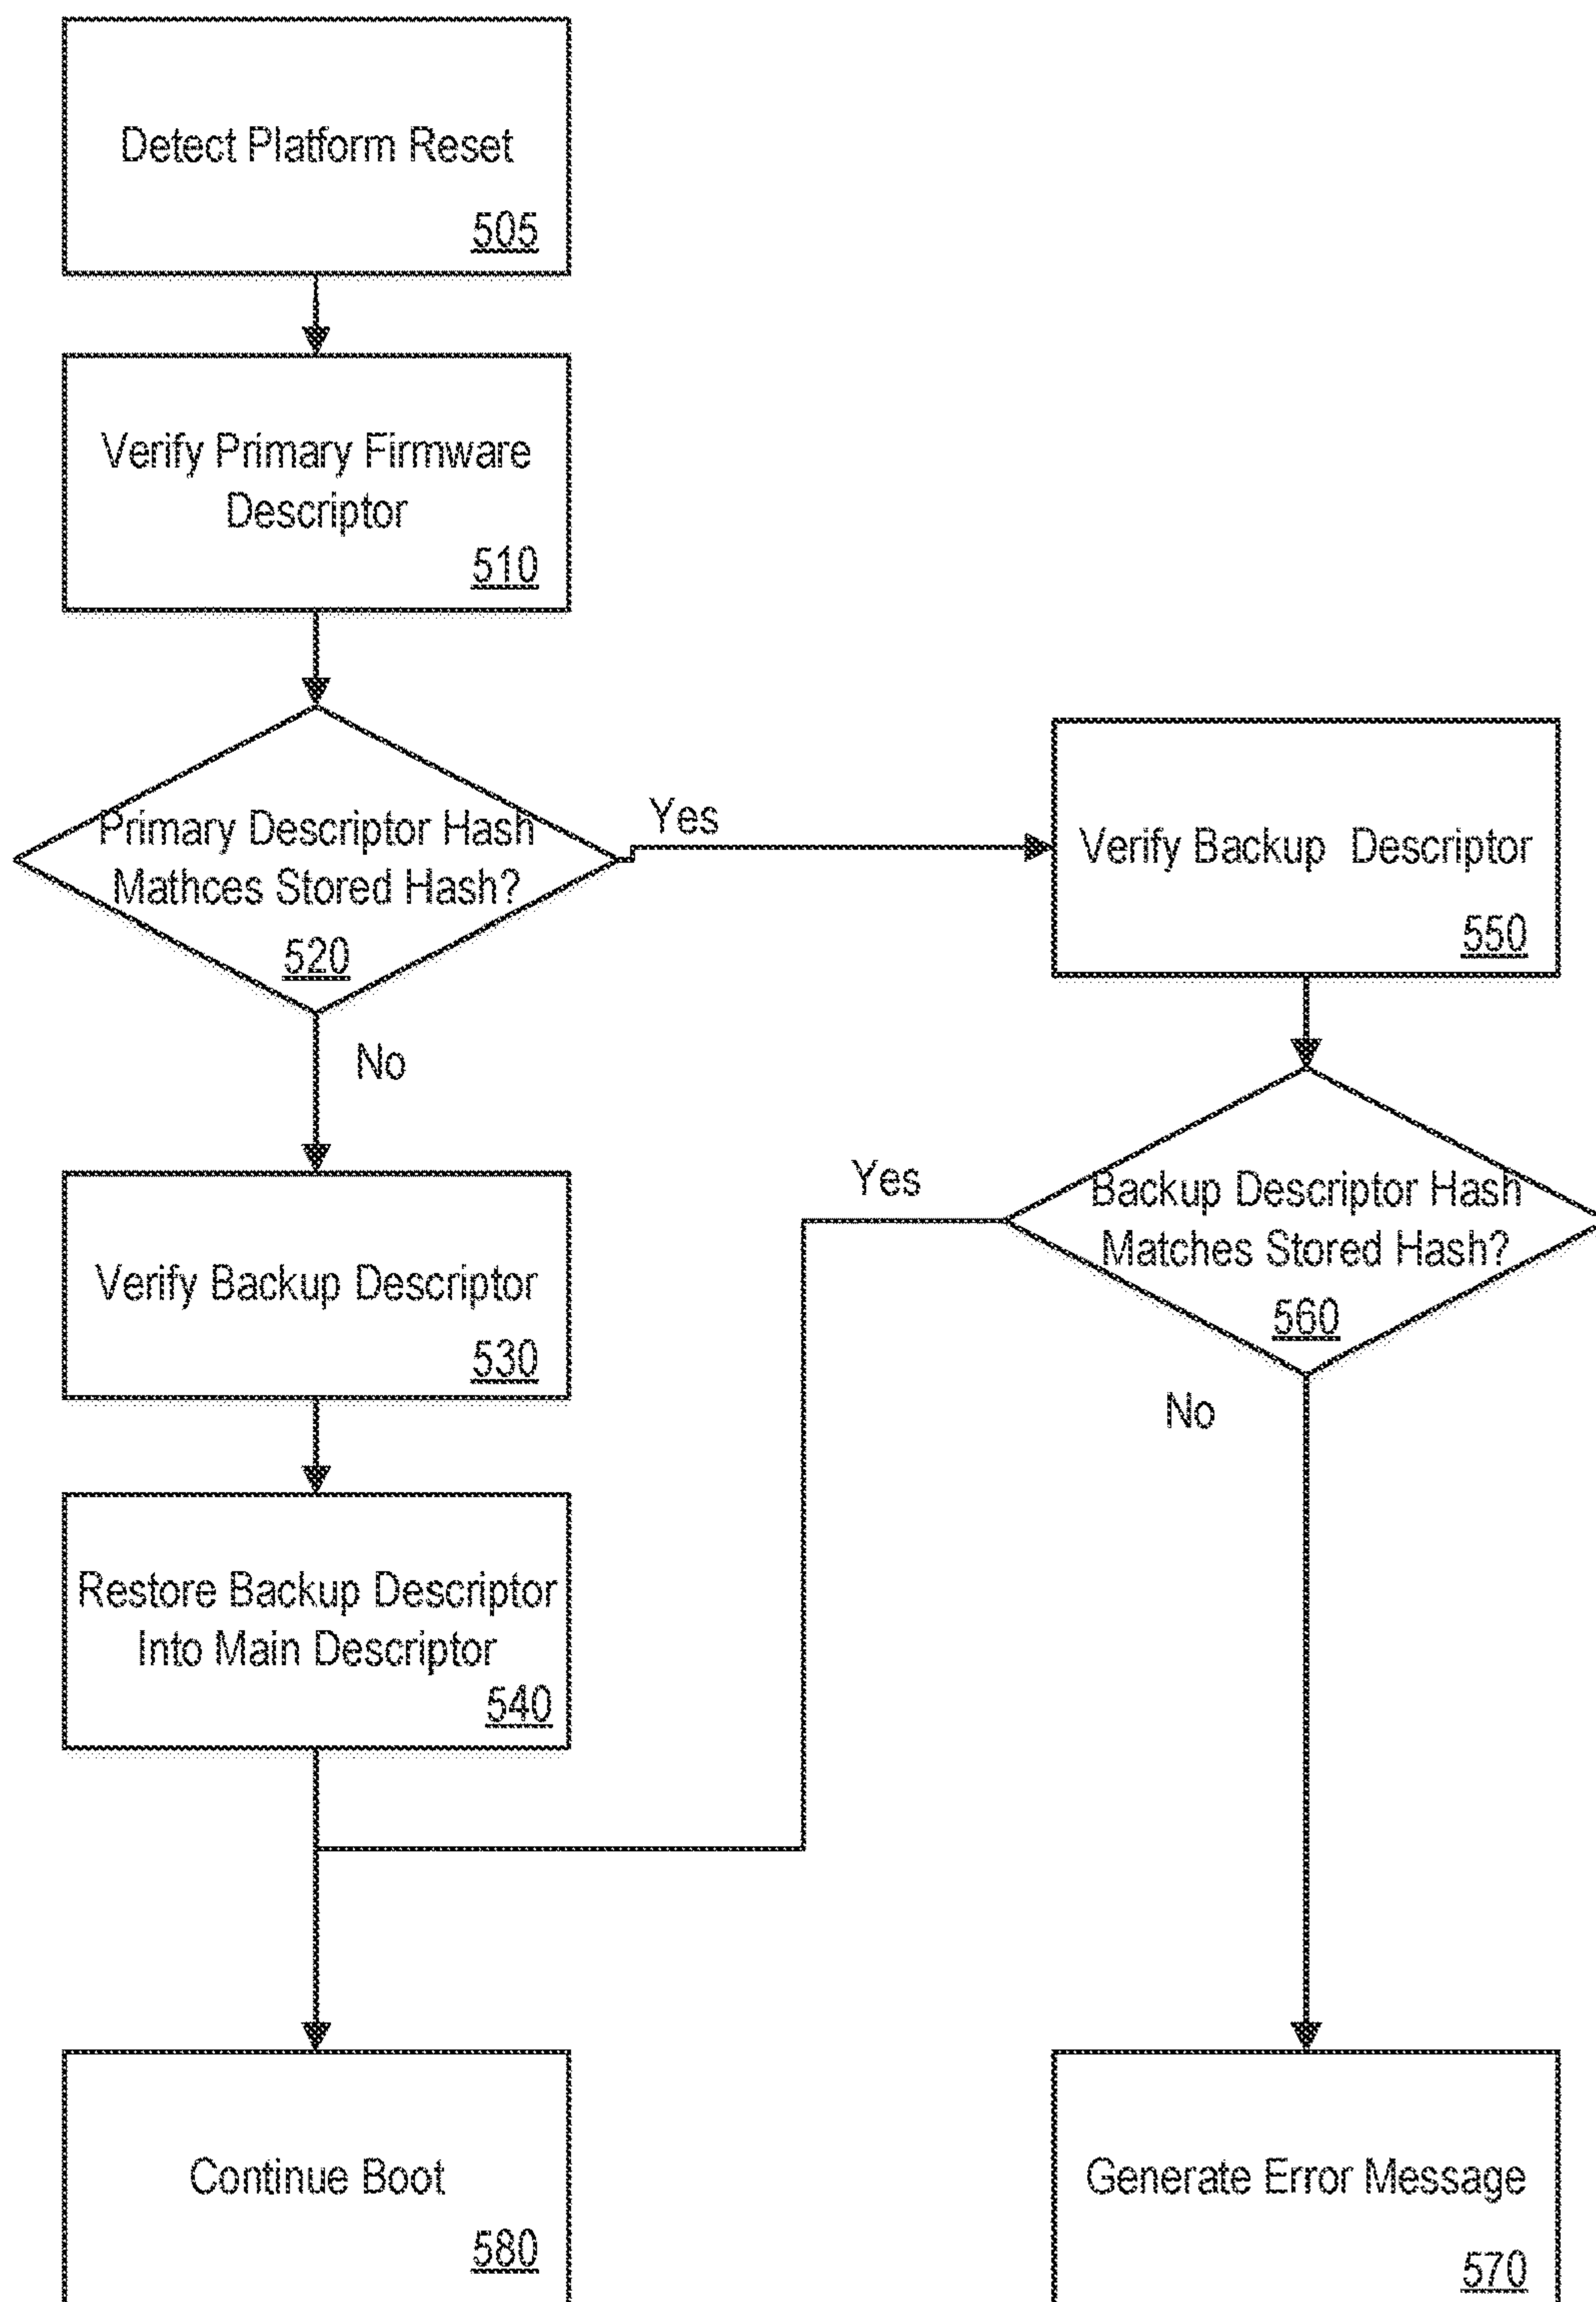 Detect Platform Reset
505
Verify Primary Firmware
Descriptor
510
Primary Descriptor Hash
Mathces Stored Hash?
520
Yes
No
Verify Backup Descriptor
550
Backup Descriptor Hash
Matches Stored Hash?
560
Yes
No
Verify Backup Descriptor
530
Restore Backup Descriptor
Into Main Descriptor
540
Continue Boot
580
Generate Error Message
570